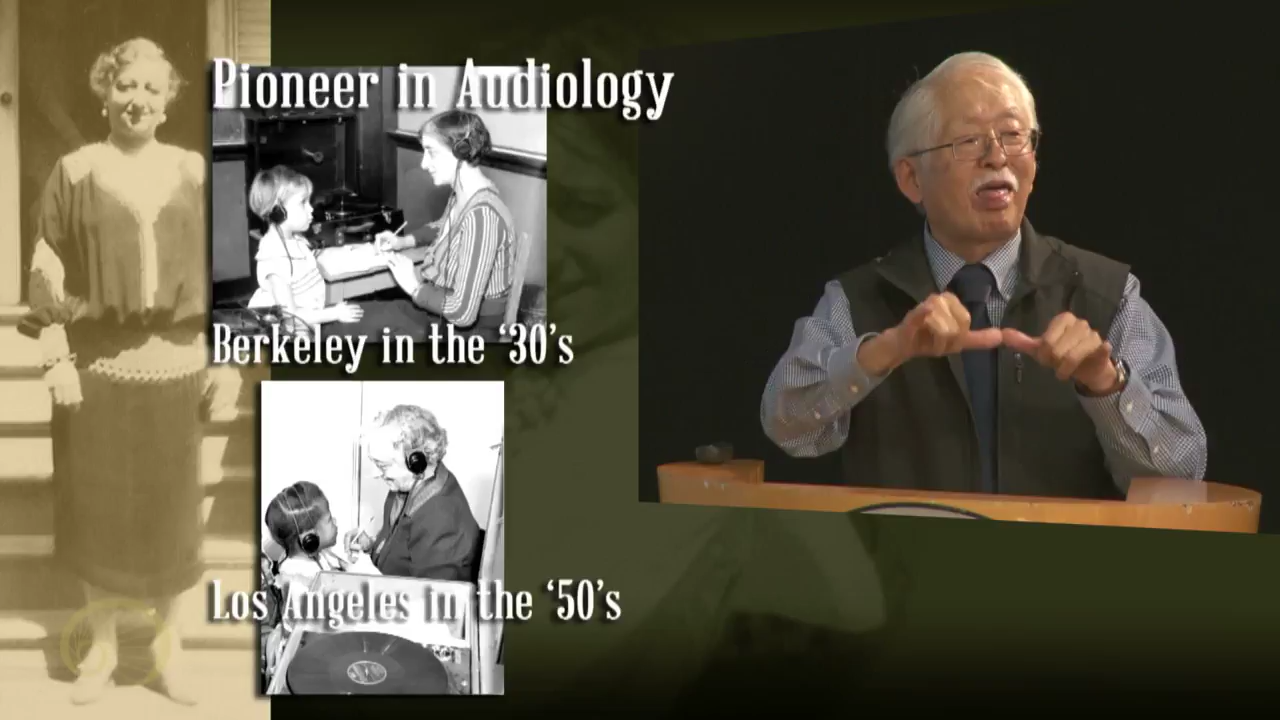 Pioneer in Audiology
Berkeley in the ‘30’s
Los Angeles in the ‘50’s